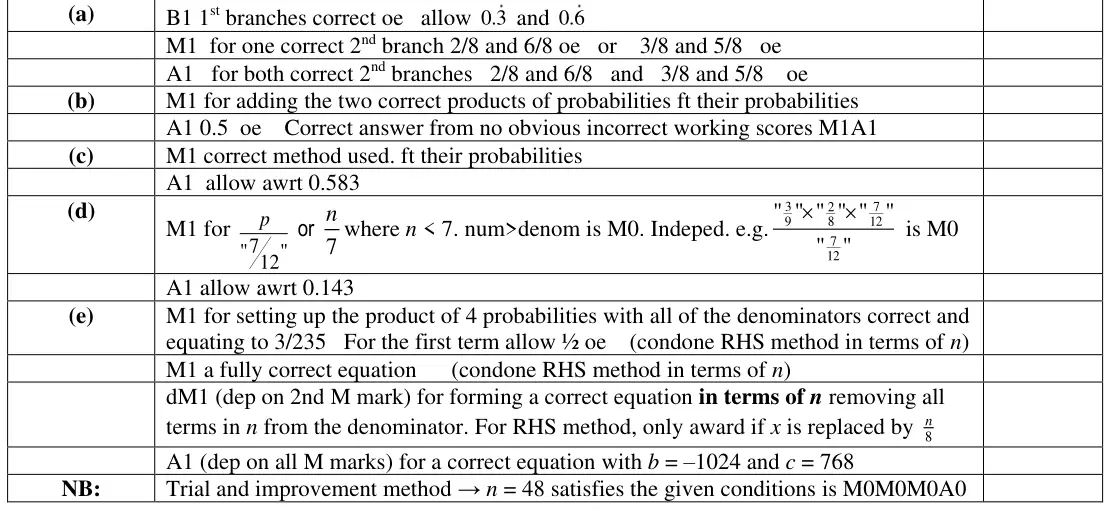 (a) B1 1st branches correct oe allow 0.3̇ and 0.6̇
M1 for one correct 2nd branch 2/8 and 6/8 oe or 3/8 and 5/8 oe
A1 for both correct 2nd branches 2/8 and 6/8 and 3/8 and 5/8 oe
(b) M1 for adding the two correct products of probabilities ft their probabilities
A1 0.5 oe Correct answer from no obvious incorrect working scores M1A1
(c) M1 correct method used. ft their probabilities
A1 allow awrt 0.583
(d) M1 for p/"7/12" or n/7 where n < 7. num>denom is M0. Indeped. e.g. ("3/9"×"2/8"×"7/12")/"7/12" is M0
A1 allow awrt 0.143
(e) M1 for setting up the product of 4 probabilities with all of the denominators correct and
equating to 3/235 For the first term allow ½ oe (condone RHS method in terms of n)
M1 a fully correct equation (condone RHS method in terms of n)
dM1 (dep on 2nd M mark) for forming a correct equation in terms of n removing all
terms in n from the denominator. For RHS method, only award if x is replaced by n/8
A1 (dep on all M marks) for a correct equation with b = –1024 and c = 768
NB: Trial and improvement method → n = 48 satisfies the given conditions is M0M0M0A0